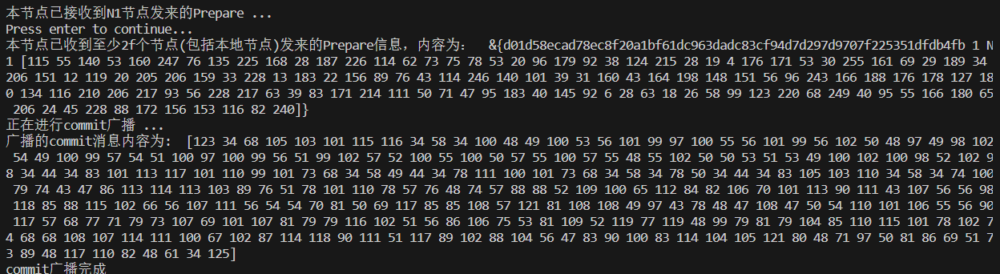 本节点已接收到N1节点发来的Prepare ...
Press enter to continue...
本节点已收到至少2f个节点(包括本地节点)发来的Prepare信息，内容为：  &{d01d58ecad78ec8f20a1bf61dc963dadc83cf94d7d297d9707f225351dfdb4fb 1 N
1 [115 55 140 53 160 247 76 135 225 168 28 187 226 114 62 73 75 78 53 20 96 179 92 38 124 215 28 19 4 176 171 53 30 255 161 69 29 189 34
206 151 12 119 20 205 206 159 33 228 13 183 22 156 89 76 43 114 246 140 101 39 31 160 43 164 198 148 151 56 96 243 166 188 176 178 127 18
0 134 116 210 206 217 93 56 228 217 63 39 83 171 214 111 50 71 47 95 183 40 145 92 6 28 63 18 26 58 99 123 220 68 249 40 95 55 166 180 65
206 24 45 228 88 172 156 153 116 82 240]}
正在进行commit广播 ...
广播的commit消息内容为： [123 34 68 105 103 101 115 116 34 58 34 100 48 49 100 53 56 101 99 97 100 55 56 101 99 56 102 50 48 97 49 98 102
54 49 100 99 57 54 51 100 97 100 99 56 51 99 102 57 52 100 55 100 50 57 55 100 57 55 48 55 102 50 50 53 51 53 49 100 102 100 98 52 102 9
8 34 44 34 83 101 113 117 101 110 99 101 73 68 34 58 49 44 34 78 111 100 101 73 68 34 58 34 78 50 34 44 34 83 105 103 110 34 58 34 74 100
79 74 43 47 86 113 114 113 103 89 76 51 78 101 110 78 57 76 48 74 57 88 88 52 109 100 65 112 84 82 106 70 101 113 90 111 43 107 56 56 98
118 85 88 115 102 66 56 107 111 56 54 54 70 81 50 69 117 85 85 108 57 121 81 108 108 49 97 43 78 48 47 108 47 50 54 110 101 106 55 56 90
117 57 68 77 71 79 73 107 69 101 107 81 79 79 116 102 51 56 86 106 75 53 81 109 52 119 77 119 48 99 79 81 79 104 85 110 115 101 78 102 7
4 68 68 108 107 114 111 100 67 102 87 114 118 90 111 51 117 89 102 88 104 56 47 83 90 100 83 114 104 105 121 80 48 71 97 50 81 86 69 51 7
3 89 48 117 110 82 48 61 34 125]
commit广播完成